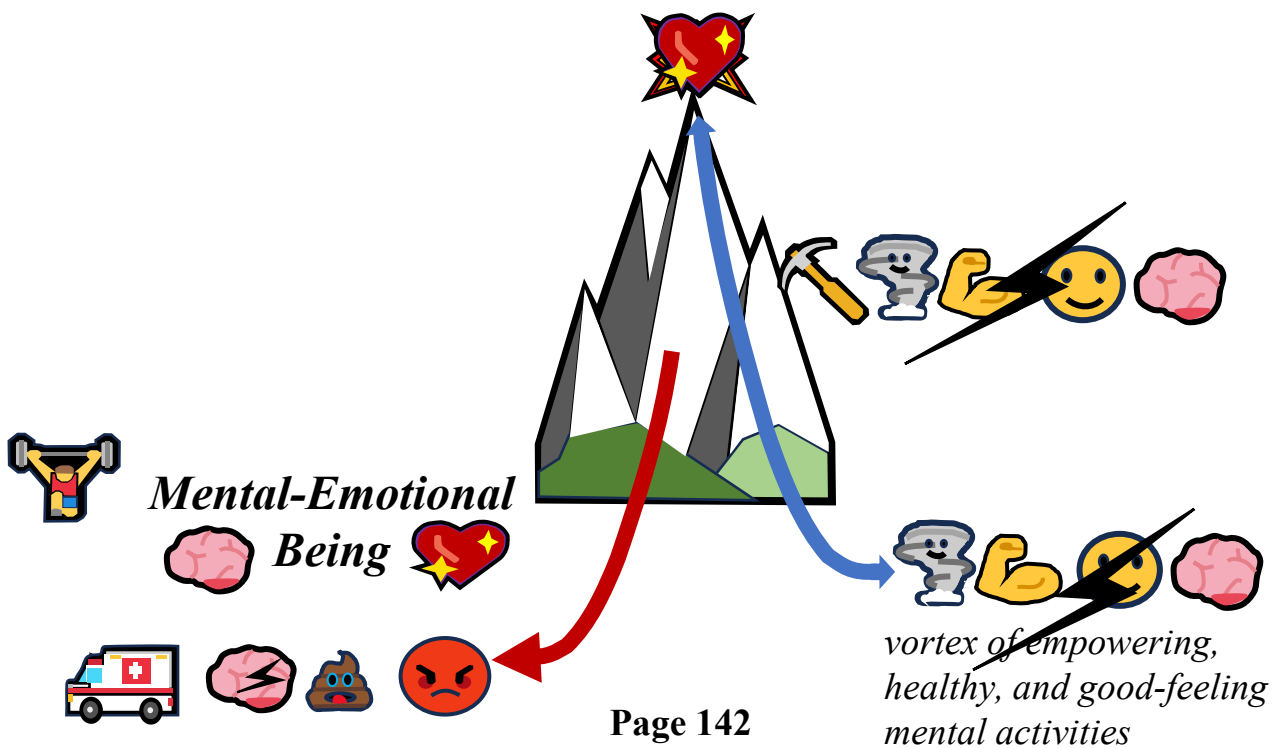 Mental-Emotional
Being
vortex of empowering,
healthy, and good-feeling
mental activities
Page 142